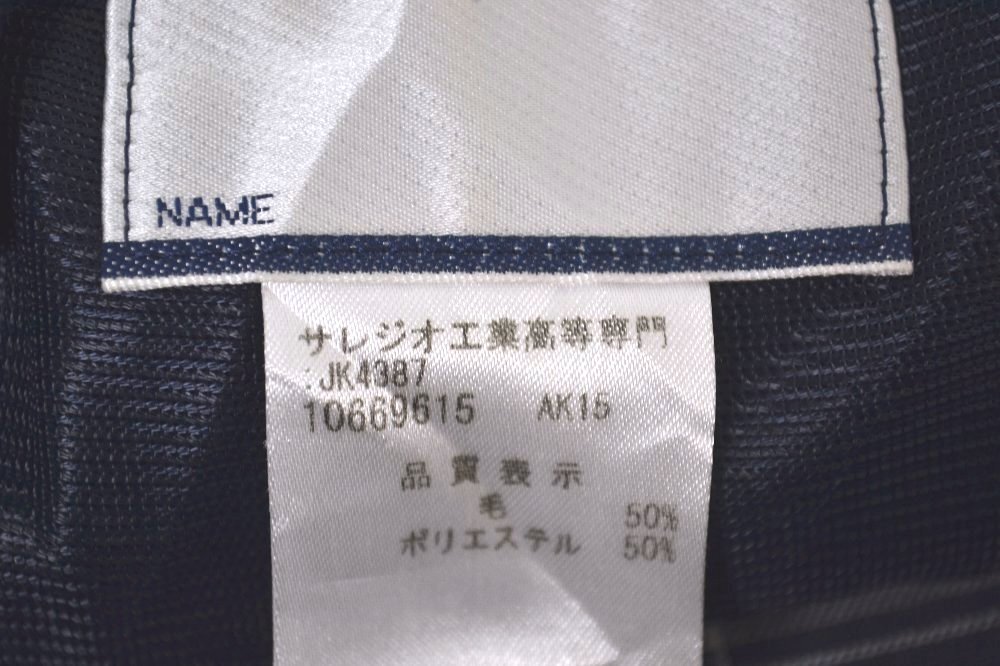 NAME
サレジオ工業高等専門
:JK4387
10669615 AK15
品質表示
毛 50%
ポリエステル 50%